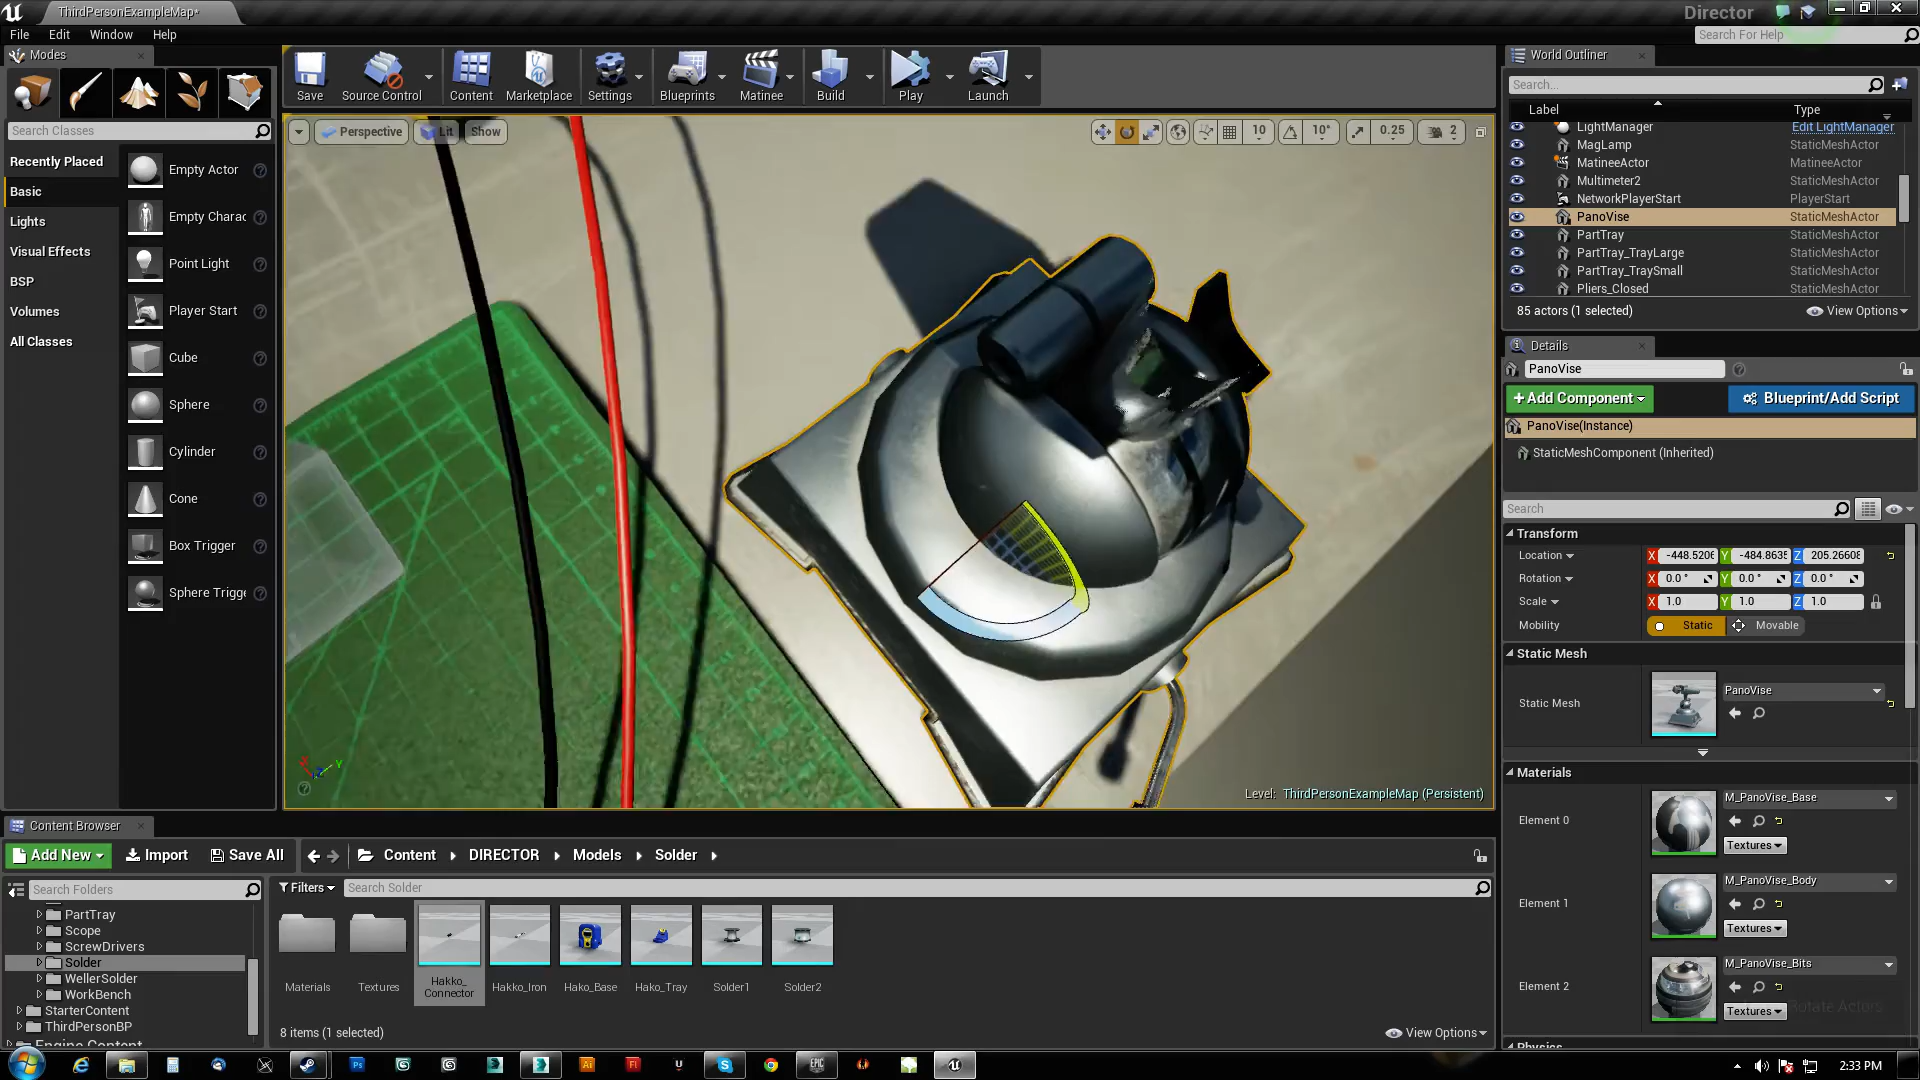 ThirdPersonExampleMap*
Director
File Edit Window Help
Search For Help
Modes
Save
Source Control
Content
Marketplace
Settings
Blueprints
Matinee
Build
Play
Launch
World Outliner
Search...
Label
Type
Search Classes
Perspective
Lit
Show
10
10°
0.25
2
LightManager Edit LightManager
MagLamp StaticMeshActor
MatineeActor MatineeActor
Multimeter2 StaticMeshActor
NetworkPlayerStart PlayerStart
PanoVise StaticMeshActor
PartTray StaticMeshActor
PartTray_TrayLarge StaticMeshActor
PartTray_TraySmall StaticMeshActor
Pliers_Closed StaticMeshActor
85 actors (1 selected)
View Options
Recently Placed
Basic
Lights
Visual Effects
BSP
Volumes
All Classes
Empty Actor
Empty Charac
Point Light
Player Start
Cube
Sphere
Cylinder
Cone
Box Trigger
Sphere Trigge
X Y Z
Level: ThirdPersonExampleMap (Persistent)
Details
PanoVise
+Add Component
Blueprint/Add Script
PanoVise(Instance)
StaticMeshComponent (Inherited)
Search
Transform
Location X -448.5206 Y -484.8635 Z 205.26608
Rotation X 0.0 ° Y 0.0 ° Z 0.0 °
Scale X 1.0 Y 1.0 Z 1.0
Mobility Static Movable
Static Mesh
Static Mesh
PanoVise
Materials
Element 0
M_PanoVise_Base
Textures
Element 1
M_PanoVise_Body
Textures
Element 2
M_PanoVise_Bits
Textures
Rotate Actors
Physics
Content Browser
Add New
Import
Save All
Content
DIRECTOR
Models
Solder
Search Folders
Filters
Search Solder
PartTray
Scope
ScrewDrivers
Solder
WellerSolder
WorkBench
StarterContent
ThirdPersonBP
Engine Content
Materials
Textures
Hakko_
Connector
Hakko_Iron
Hako_Base
Hako_Tray
Solder1
Solder2
8 items (1 selected)
View Options
Ps
Ai
Fl
EPIC
2:33 PM